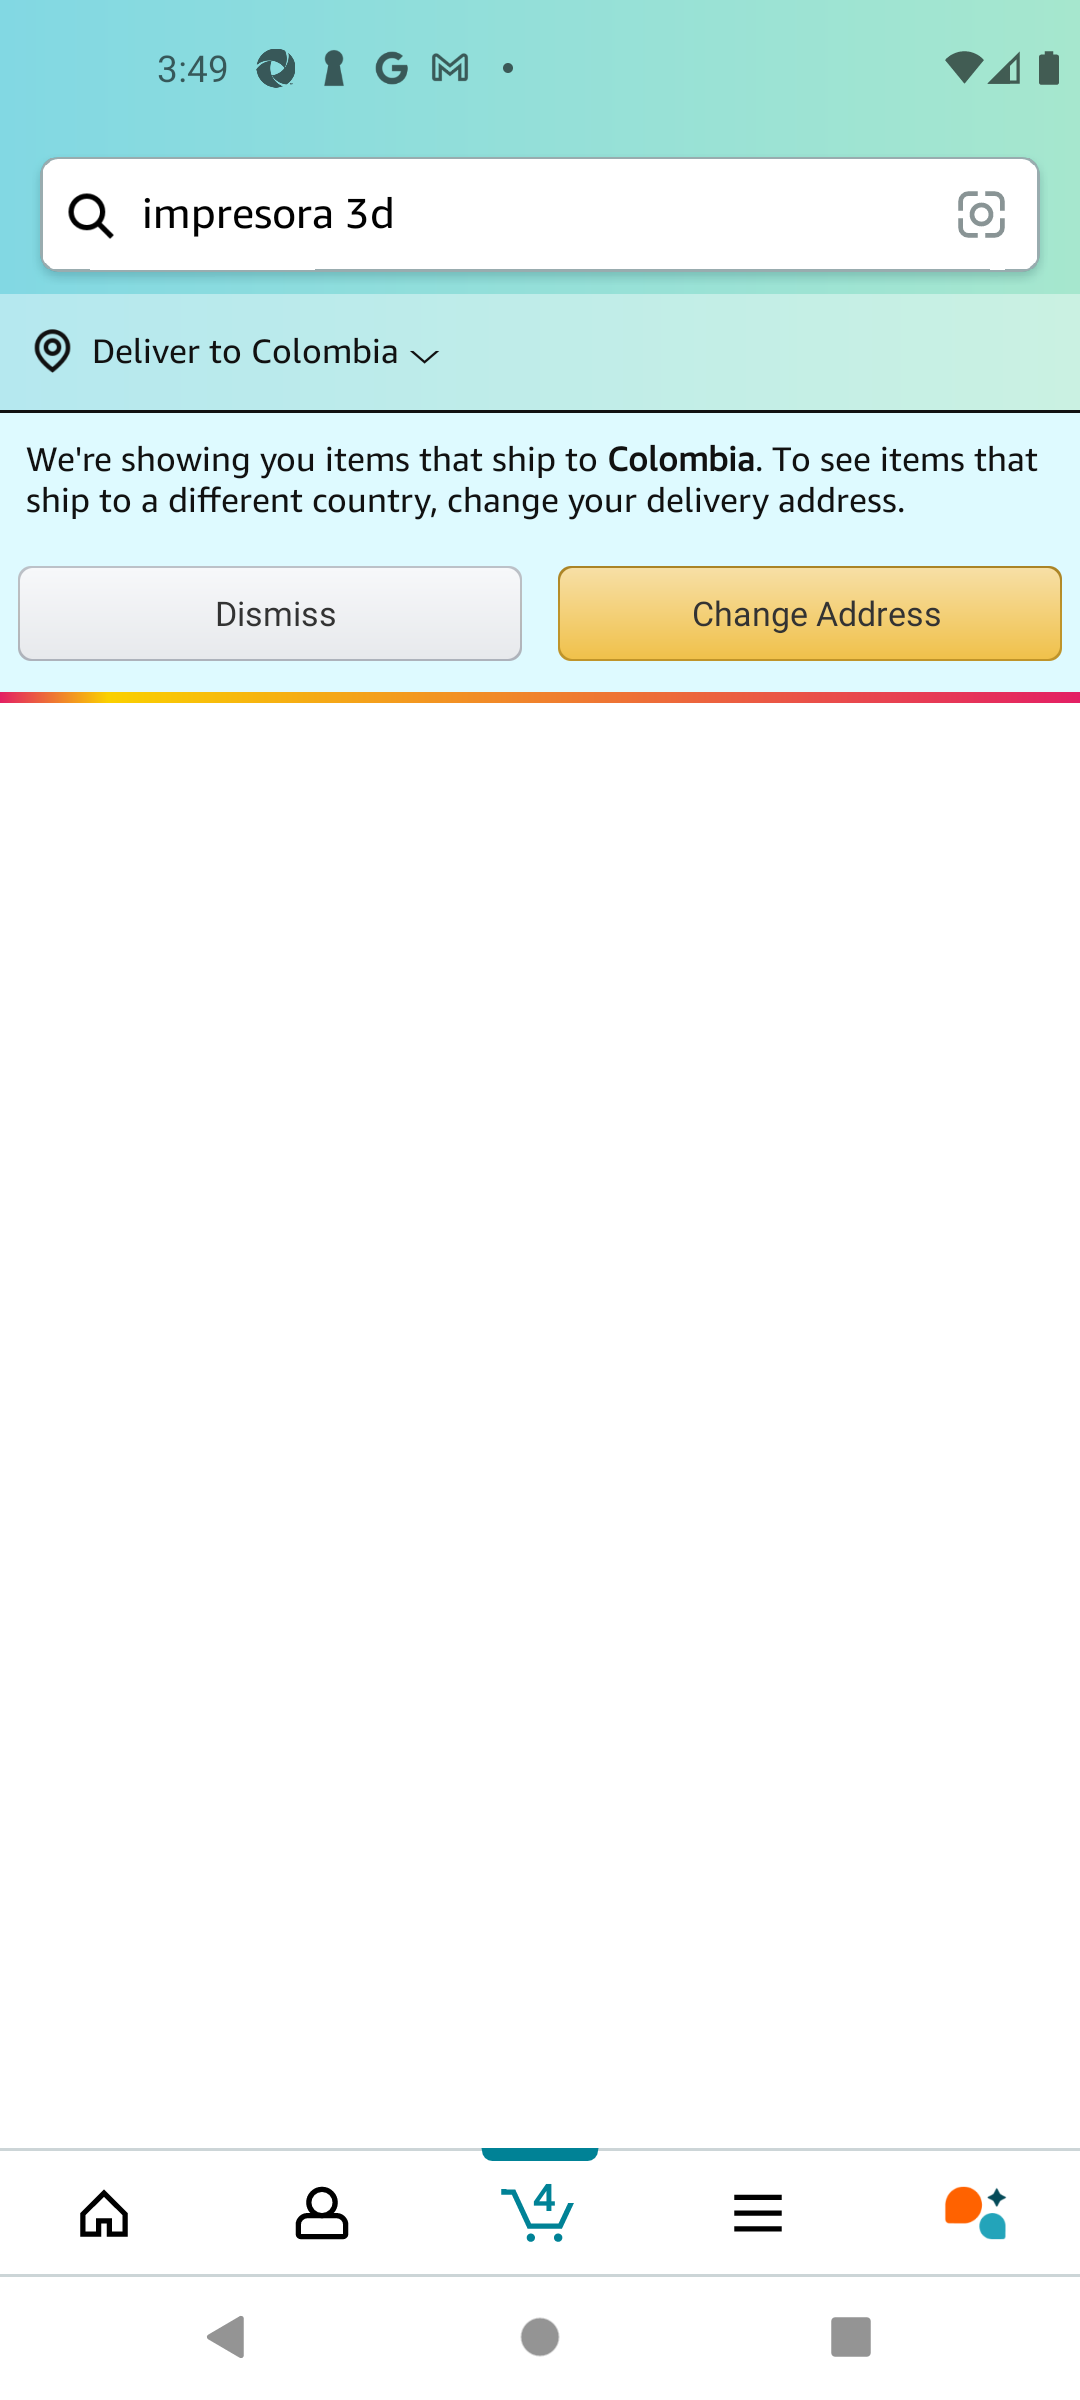 3:49
impresora 3d
Deliver to Colombia
We're showing you items that ship to Colombia. To see items that
ship to a different country, change your delivery address.
Dismiss
Change Address
4